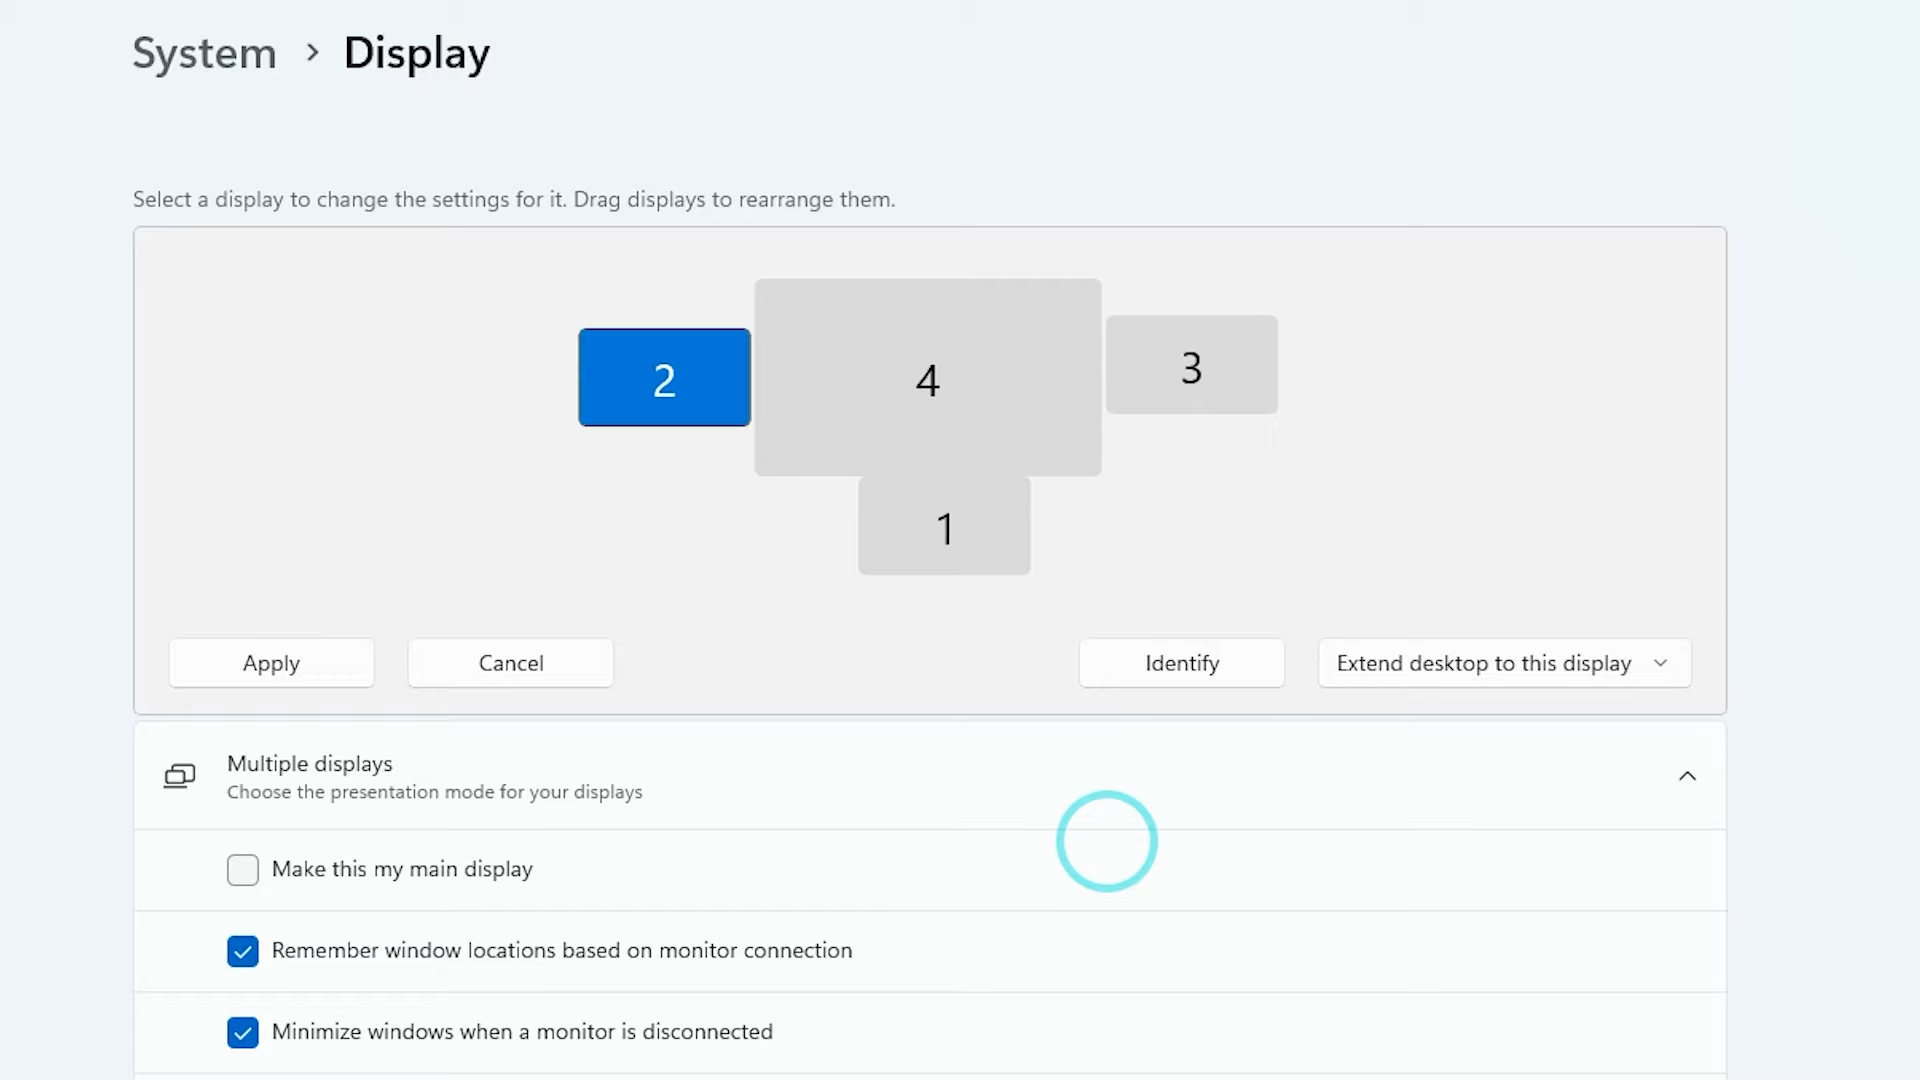 System > Display
Select a display to change the settings for it. Drag displays to rearrange them.
2
4
3
1
Apply
Cancel
Identify
Extend desktop to this display
Multiple displays
Choose the presentation mode for your displays
Make this my main display
Remember window locations based on monitor connection
Minimize windows when a monitor is disconnected